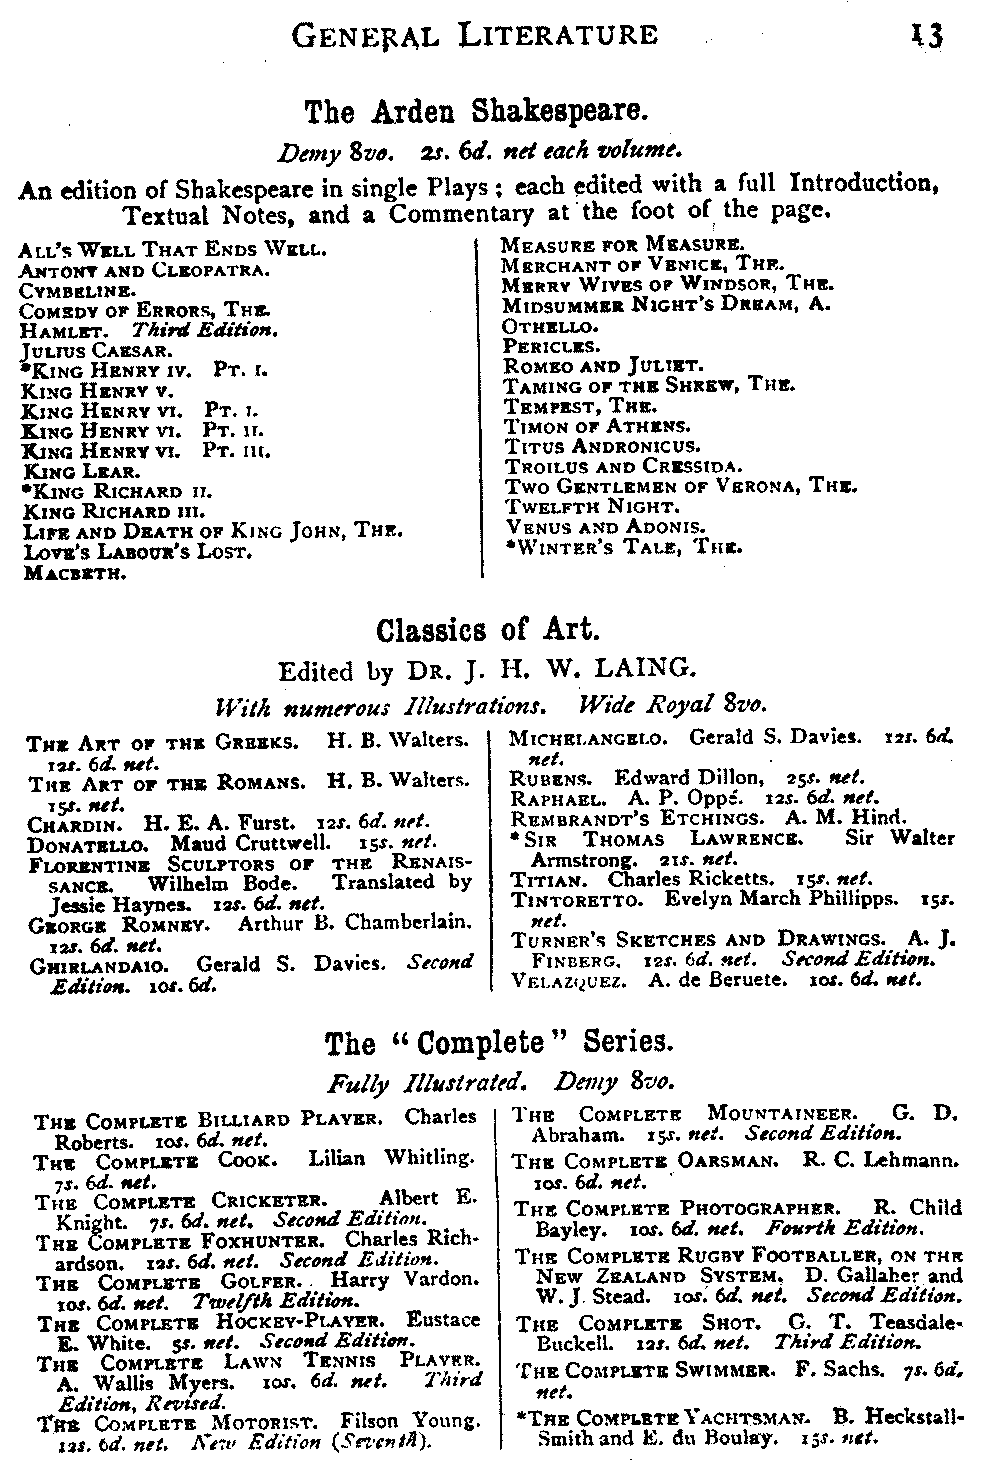 GENERAL LITERATURE 13
The Arden Shakespeare.
Demy 8vo. 2s. 6d. net each volume.
An edition of Shakespeare in single Plays; each edited with a full Introduction,
Textual Notes, and a Commentary at the foot of the page.
ALL'S WELL THAT ENDS WELL.
ANTONY AND CLEOPATRA.
CYMBELINE.
COMEDY OF ERRORS, THE.
HAMLET. Third Edition.
JULIUS CAESAR.
*KING HENRY IV. PT. I.
KING HENRY V.
KING HENRY VI. PT. I.
KING HENRY VI. PT. II.
KING HENRY VI. PT. III.
KING LEAR.
*KING RICHARD II.
KING RICHARD III.
LIFE AND DEATH OF KING JOHN, THE.
LOVE'S LABOUR'S LOST.
MACBETH.
MEASURE FOR MEASURE.
MERCHANT OF VENICE, THE.
MERRY WIVES OF WINDSOR, THE.
MIDSUMMER NIGHT'S DREAM, A.
OTHELLO.
PERICLES.
ROMEO AND JULIET.
TAMING OF THE SHREW, THE.
TEMPEST, THE.
TIMON OF ATHENS.
TITUS ANDRONICUS.
TROILUS AND CRESSIDA.
TWO GENTLEMEN OF VERONA, THE.
TWELFTH NIGHT.
VENUS AND ADONIS.
*WINTER'S TALE, THE.
Classics of Art.
Edited by DR. J. H. W. LAING.
With numerous Illustrations. Wide Royal 8vo.
THE ART OF THE GREEKS. H. B. Walters.
12s. 6d. net.
THE ART OF THE ROMANS. H. B. Walters.
15s. net.
CHARDIN. H. E. A. Furst. 12s. 6d. net.
DONATELLO. Maud Cruttwell. 15s. net.
FLORENTINE SCULPTORS OF THE RENAIS-
SANCE. Wilhelm Bode. Translated by
Jessie Haynes. 12s. 6d. net.
GEORGE ROMNEY. Arthur B. Chamberlain.
12s. 6d. net.
GHIRLANDAIO. Gerald S. Davies. Second
Edition. 10s. 6d.
MICHELANGELO. Gerald S. Davies. 12s. 6d.
net.
RUBENS. Edward Dillon, 25s. net.
RAPHAEL. A. P. Oppé. 12s. 6d. net.
REMBRANDT'S ETCHINGS. A. M. Hind.
*SIR THOMAS LAWRENCE. Sir Walter
Armstrong. 21s. net.
TITIAN. Charles Ricketts. 15s. net.
TINTORETTO. Evelyn March Phillipps. 15s.
net.
TURNER'S SKETCHES AND DRAWINGS. A. J.
FINBERG. 12s. 6d. net. Second Edition.
VELAZQUEZ. A. de Beruete. 10s. 6d. net.
The "Complete" Series.
Fully Illustrated. Demy 8vo.
THE COMPLETE BILLIARD PLAYER. Charles
Roberts. 10s. 6d. net.
THE COMPLETE COOK. Lilian Whitling.
7s. 6d. net.
THE COMPLETE CRICKETER. Albert E.
Knight. 7s. 6d. net. Second Edition.
THE COMPLETE FOXHUNTER. Charles Rich-
ardson. 12s. 6d. net. Second Edition.
THE COMPLETE GOLFER. Harry Vardon.
10s. 6d. net. Twelfth Edition.
THE COMPLETE HOCKEY-PLAYER. Eustace
E. White. 5s. net. Second Edition.
THE COMPLETE LAWN TENNIS PLAYER.
A. Wallis Myers. 10s. 6d. net. Third
Edition, Revised.
THE COMPLETE MOTORIST. Filson Young.
12s. 6d. net. New Edition (Seventh).
THE COMPLETE MOUNTAINEER. G. D.
Abraham. 15s. net. Second Edition.
THE COMPLETE OARSMAN. R. C. Lehmann.
10s. 6d. net.
THE COMPLETE PHOTOGRAPHER. R. Child
Bayley. 10s. 6d. net. Fourth Edition.
THE COMPLETE RUGBY FOOTBALLER, ON THE
NEW ZEALAND SYSTEM. D. Gallaher and
W. J. Stead. 10s. 6d. net. Second Edition.
THE COMPLETE SHOT. G. T. Teasdale-
Buckell. 12s. 6d. net. Third Edition.
THE COMPLETE SWIMMER. F. Sachs. 7s. 6d.
net.
*THE COMPLETE YACHTSMAN. B. Heckstall-
Smith and E. du Boulay. 15s. net.